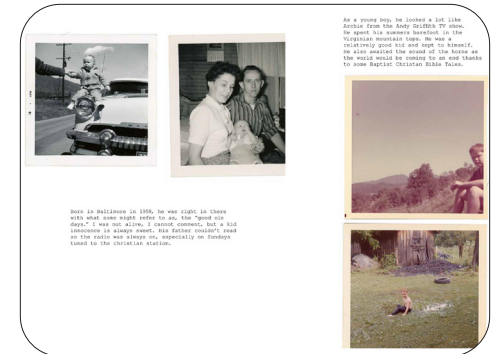 As a young boy, he looked a lot like
Archie from the Andy Griffith TV show.
He spent his summers barefoot in the
Virginian mountain tops. He was a
relatively good kid and kept to himself.
He also awaited the sound of the horns as
the world would be coming to an end thanks
to some Baptist Christan Bible Tales.
Born in Baltimore in 1959, he was right in there
with what some might refer to as, the "good ole
days." I was not alive, I cannot comment, but a kid
innocence is always sweet. His father couldn't read
so the radio was always on, especially on Sundays
tuned to the christian station.